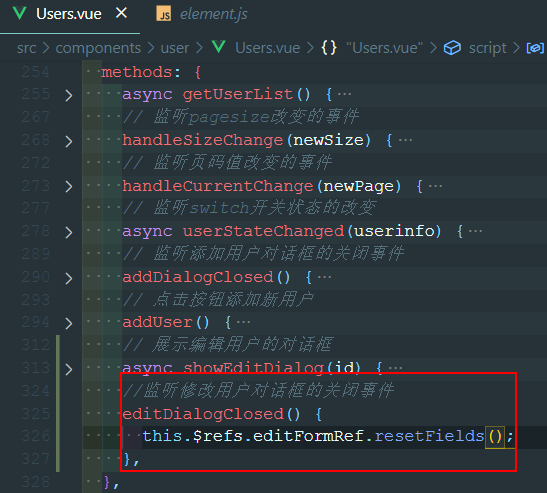 Users.vue × JS element.js
src > components > user > Users.vue > {} "Users.vue" > script >
254 methods: {
255 > async getUserList() { ···
267 // 监听pagesize改变的事件
268 > handleSizeChange(newSize) { ···
272 // 监听页码值改变的事件
273 > handleCurrentChange(newPage) { ···
277 // 监听switch开关状态的改变
278 > async userStateChanged(userinfo) { ···
289 // 监听添加用户对话框的关闭事件
290 > addDialogClosed() { ···
293 // 点击按钮添加新用户
294 > addUser() { ···
312 // 展示编辑用户的对话框
313 > async showEditDialog(id) { ···
324 //监听修改用户对话框的关闭事件
325 editDialogClosed() {
326 this.$refs.editFormRef.resetFields();
327 },
328 },